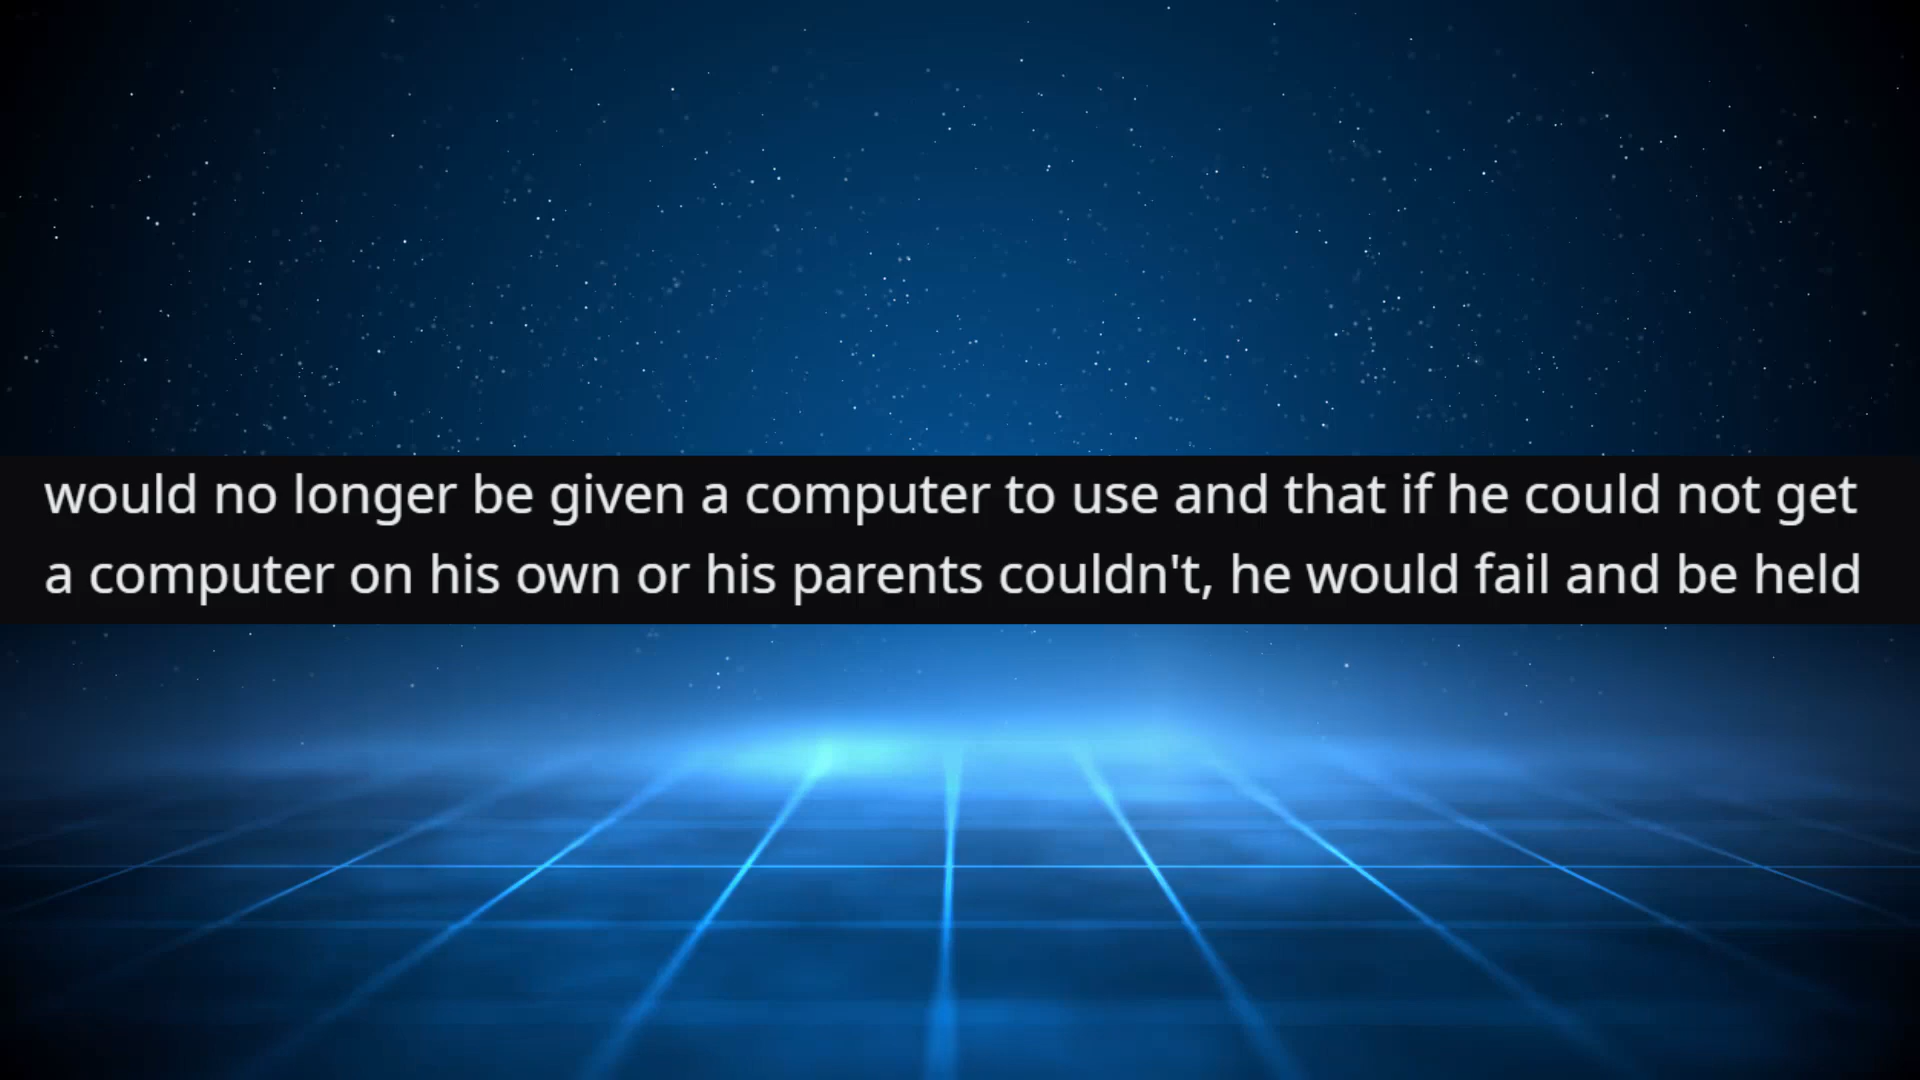 would no longer be given a computer to use and that if he could not get
a computer on his own or his parents couldn't, he would fail and be held